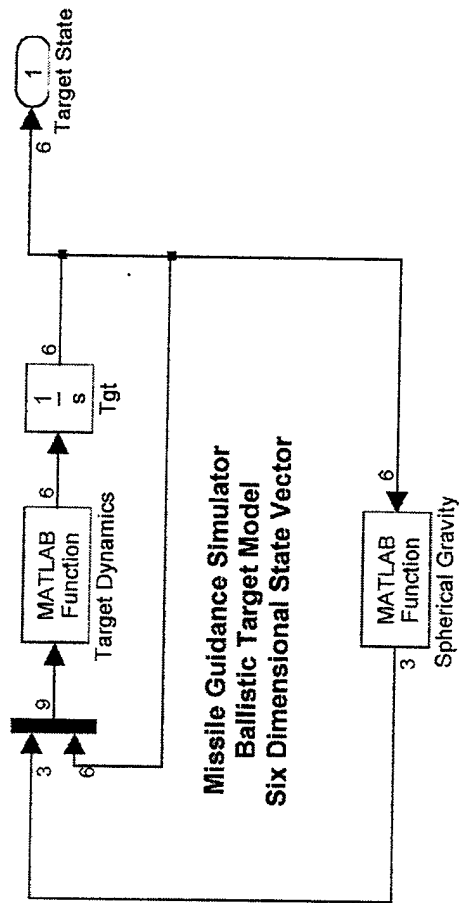 3
6
9
MATLAB
Function
Target Dynamics
6
1
s
Tgt
6
6
1
Target State
Missile Guidance Simulator
Ballistic Target Model
Six Dimensional State Vector
3
MATLAB
Function
Spherical Gravity
6